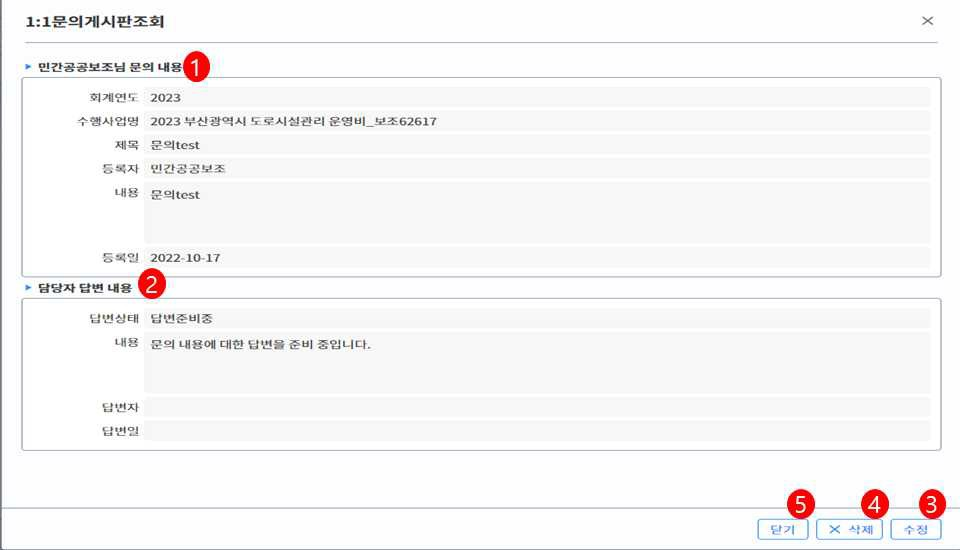 1:1문의게시판조회
민간공공보조님 문의 내용 1
회계연도 2023
수행사업명 2023 부산광역시 도로시설관리 운영비_보조62617
제목 문의test
등록자 민간공공보조
내용 문의test
등록일 2022-10-17
담당자 답변 내용 2
답변상태 답변준비중
내용 문의 내용에 대한 답변을 준비 중입니다.
답변자
답변일
5 4 3
닫기 삭제 수정